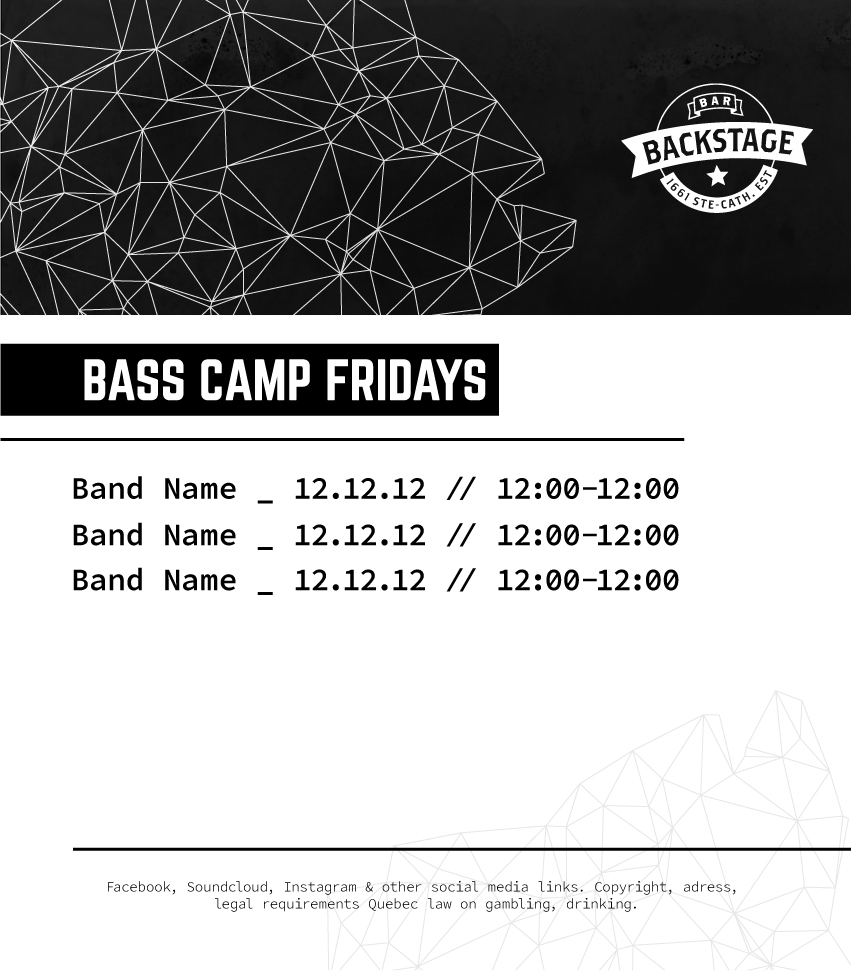 BAR
BACKSTAGE
1661 STE-CATH. EST
BASS CAMP FRIDAYS
Band Name _ 12.12.12 // 12:00–12:00
Band Name _ 12.12.12 // 12:00–12:00
Band Name _ 12.12.12 // 12:00–12:00
Facebook, Soundcloud, Instagram & other social media links. Copyright, adress,
legal requirements Quebec law on gambling, drinking.